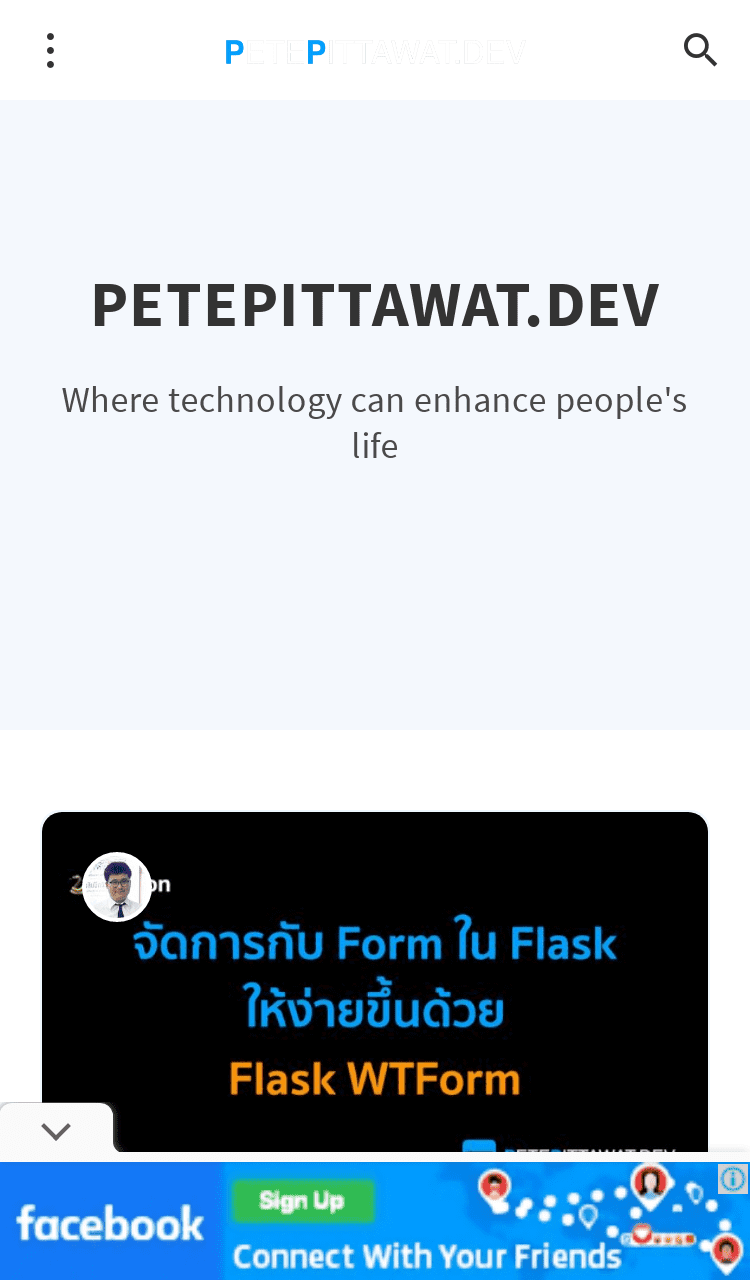 PETEPITTAWAT.DEV
PETEPITTAWAT.DEV
Where technology can enhance people's
life
on
จัดการกับ Form ใน Flask
ให้ง่ายขึ้นด้วย
Flask WTForm
PETEPITTAWAT.DEV
facebook
Sign Up
Connect With Your Friends